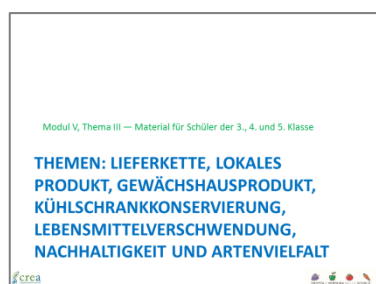 Modul V, Thema III — Material für Schüler der 3., 4. und 5. Klasse
THEMEN: LIEFERKETTE, LOKALES
PRODUKT, GEWÄCHSHAUSPRODUKT,
KÜHLSCHRANKKONSERVIERUNG,
LEBENSMITTELVERSCHWENDUNG,
NACHHALTIGKEIT UND ARTENVIELFALT
crea